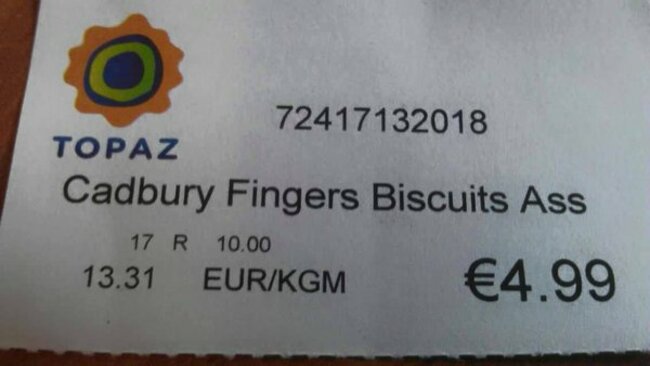 72417132018
TOPAZ
Cadbury Fingers Biscuits Ass
17 R 10.00
13.31 EUR/KGM €4.99